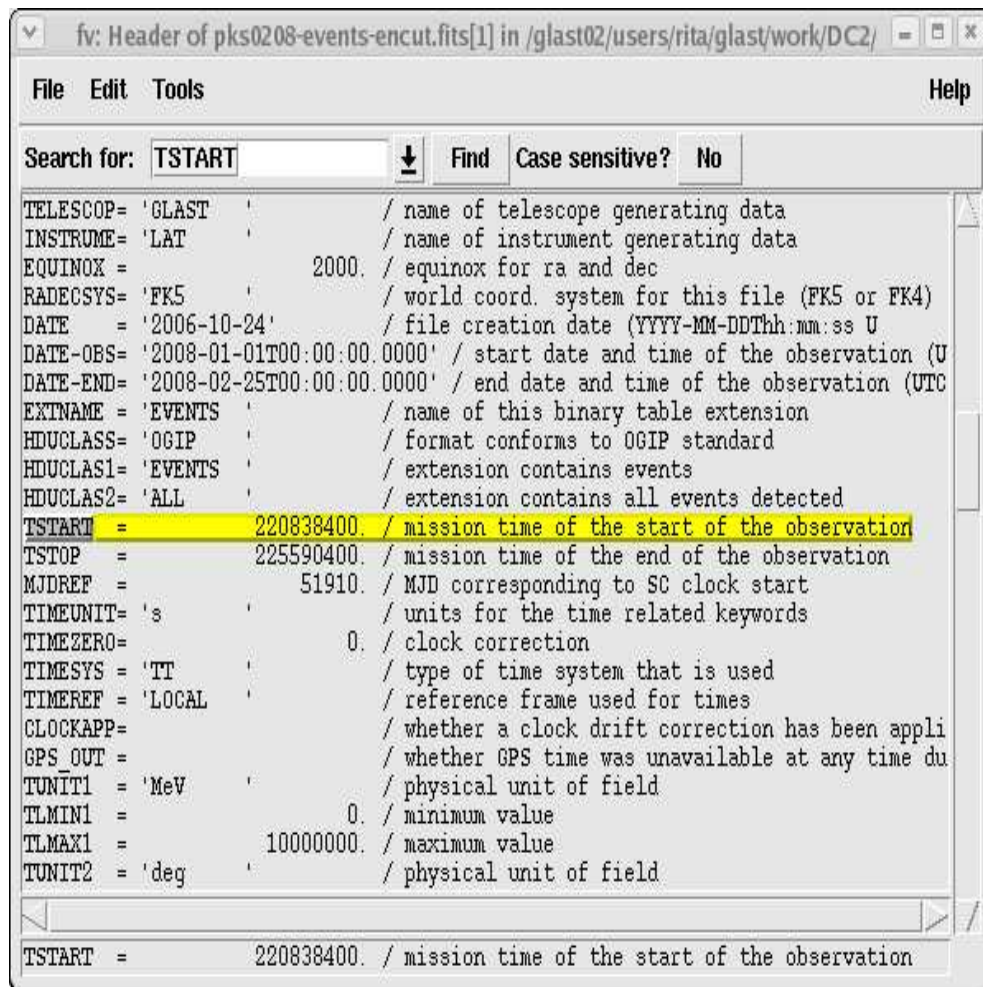 fv: Header of pks0208-events-encut.fits[1] in /glast02/users/rita/glast/work/DC2/
File Edit Tools Help
Search for: TSTART Find Case sensitive? No
TELESCOP= 'GLAST   '           / name of telescope generating data
INSTRUME= 'LAT     '           / name of instrument generating data
EQUINOX =                2000. / equinox for ra and dec
RADECSYS= 'FK5     '           / world coord. system for this file (FK5 or FK4)
DATE    = '2006-10-24'         / file creation date (YYYY-MM-DDThh:mm:ss U
DATE-OBS= '2008-01-01T00:00:00.0000' / start date and time of the observation (U
DATE-END= '2008-02-25T00:00:00.0000' / end date and time of the observation (UTC
EXTNAME = 'EVENTS  '           / name of this binary table extension
HDUCLASS= 'OGIP    '           / format conforms to OGIP standard
HDUCLAS1= 'EVENTS  '           / extension contains events
HDUCLAS2= 'ALL     '           / extension contains all events detected
TSTART  =           220838400. / mission time of the start of the observation
TSTOP   =           225590400. / mission time of the end of the observation
MJDREF  =               51910. / MJD corresponding to SC clock start
TIMEUNIT= 's       '           / units for the time related keywords
TIMEZERO=                   0. / clock correction
TIMESYS = 'TT      '           / type of time system that is used
TIMEREF = 'LOCAL   '           / reference frame used for times
CLOCKAPP=                      / whether a clock drift correction has been appli
GPS_OUT =                      / whether GPS time was unavailable at any time du
TUNIT1  = 'MeV     '           / physical unit of field
TLMIN1  =                   0. / minimum value
TLMAX1  =            10000000. / maximum value
TUNIT2  = 'deg     '           / physical unit of field
TSTART  =           220838400. / mission time of the start of the observation